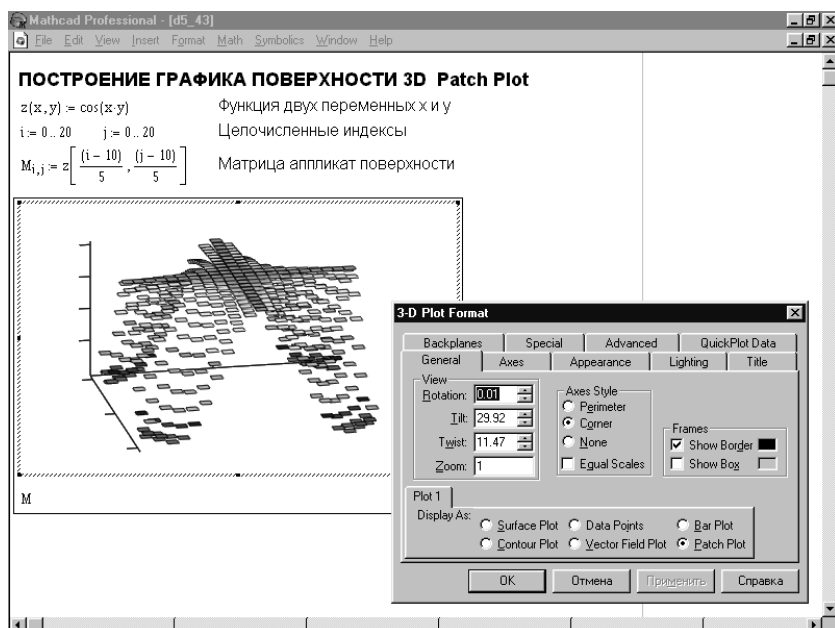 Mathcad Professional - [d5_43]
File Edit View Insert Format Math Symbolics Window Help
ПОСТРОЕНИЕ ГРАФИКА ПОВЕРХНОСТИ 3D Patch Plot
z(x,y) := cos(x·y) Функция двух переменных x и y
i := 0.. 20 j := 0.. 20 Целочисленные индексы
M i,j := z[ (i − 10) / 5 , (j − 10) / 5 ] Матрица аппликат поверхности
M
3-D Plot Format
Backplanes Special Advanced QuickPlot Data
General Axes Appearance Lighting Title
View
Rotation: 0.01
Tilt: 29.92
Twist: 11.47
Zoom: 1
Axes Style
Perimeter
Corner
None
Equal Scales
Frames
Show Border
Show Box
Plot 1
Display As:
Surface Plot Data Points Bar Plot
Contour Plot Vector Field Plot Patch Plot
OK Отмена Применить Справка